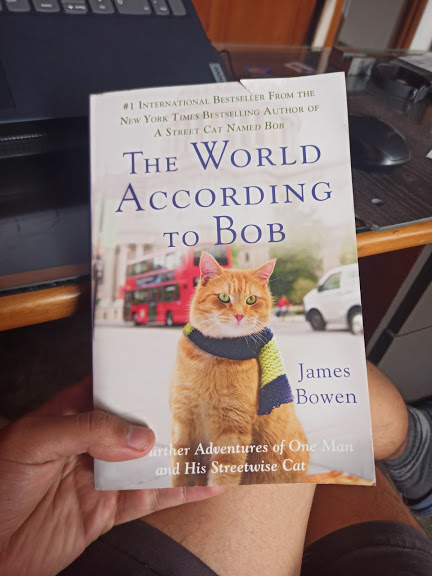 #1 International Bestseller From the
New York Times Bestselling Author of
A Street Cat Named Bob
The World
According
to Bob
James
Bowen
Adventures of One Man
and His Streetwise Cat